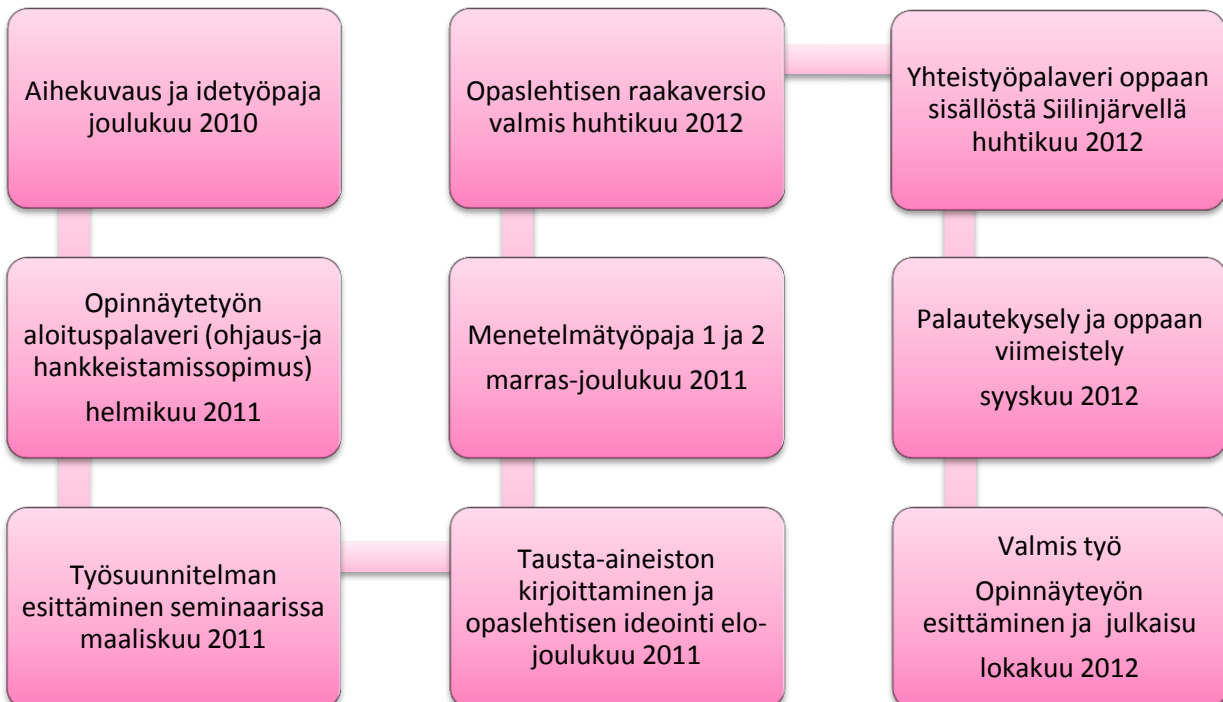 Aihekuvaus ja idetyöpaja
joulukuu 2010
Opinnäytetyön
aloituspalaveri (ohjaus-ja
hankkeistamissopimus)
helmikuu 2011
Työsuunnitelman
esittäminen seminaarissa
maaliskuu 2011
Tausta-aineiston
kirjoittaminen ja
opaslehtisen ideointi elo-
joulukuu 2011
Menetelmätyöpaja 1 ja 2
marras-joulukuu 2011
Opaslehtisen raakaversio
valmis huhtikuu 2012
Yhteistyöpalaveri oppaan
sisällöstä Siilinjärvellä
huhtikuu 2012
Palautekysely ja oppaan
viimeistely
syyskuu 2012
Valmis työ
Opinnäyteyön
esittäminen ja  julkaisu
lokakuu 2012